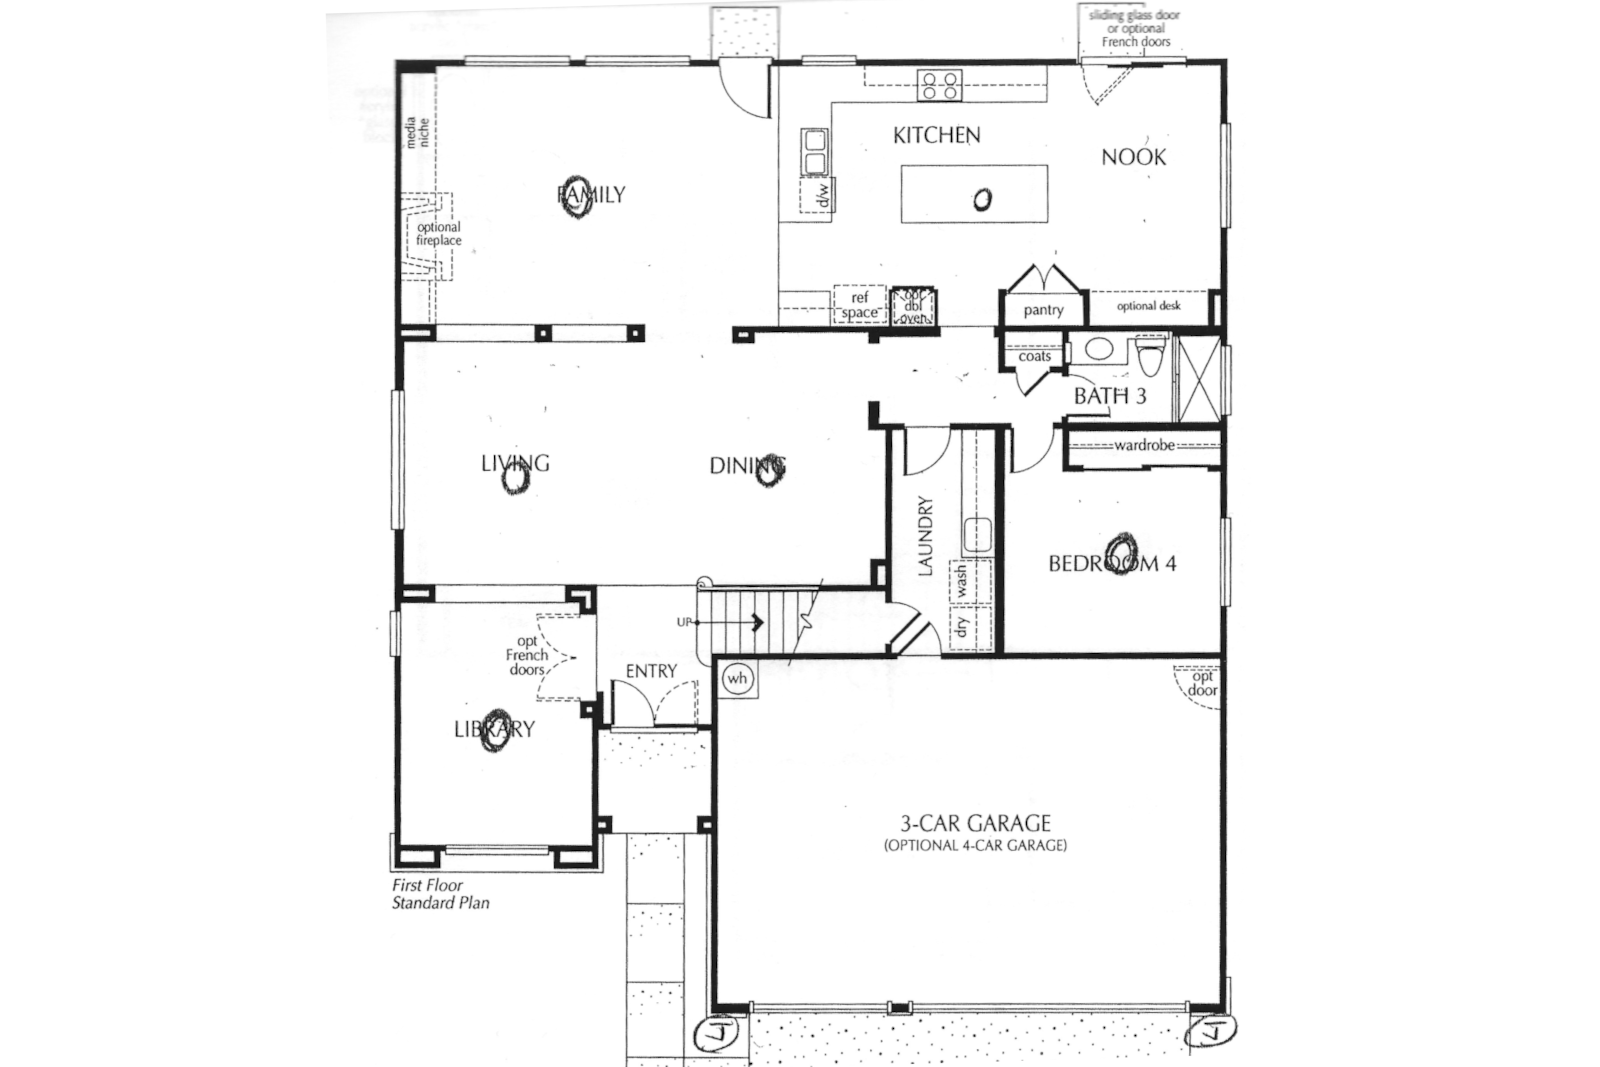 sliding glass door
or optional
French doors
media
niche
KITCHEN
NOOK
FAMILY
d/w
optional
fireplace
ref
space
opt
dbl
oven
pantry
optional desk
coats
BATH 3
wardrobe
LIVING
DINING
LAUNDRY
BEDROOM 4
wash
dry
UP
opt
French
doors
ENTRY
wh
opt
door
LIBRARY
3-CAR GARAGE
(OPTIONAL 4-CAR GARAGE)
First Floor
Standard Plan